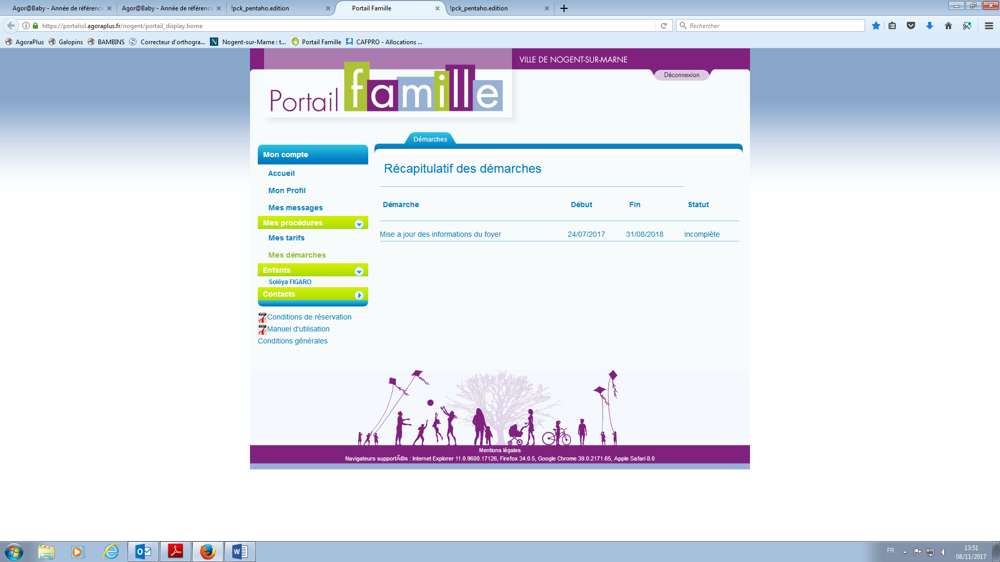 Agor@Baby - Année de référence
Agor@Baby - Année de référence
!pck_pentaho.edition
Portail Famille
!pck_pentaho.edition
https://portalssl.agoraplus.fr/nogent/portail_display.home
Rechercher
AgoraPlus
Galopins
BAMBINS
Correcteur d'orthogra...
Nogent-sur-Marne : t...
Portail Famille
CAFPRO - Allocations ...
VILLE DE NOGENT-SUR-MARNE
Déconnexion
Portail famille
Démarches
Mon compte
Accueil
Mon Profil
Mes messages
Mes procédures
Mes tarifs
Mes démarches
Enfants
Soléya FIGARO
Contacts
Conditions de réservation
Manuel d'utilisation
Conditions générales
Récapitulatif des démarches
Démarche Début Fin Statut
Mise a jour des informations du foyer 24/07/2017 31/08/2018 Incomplète
Mentions légales
Navigateurs supportÃ©s : Internet Explorer 11.0.9600.17126, Firefox 34.0.5, Google Chrome 39.0.2171.65, Apple Safari 8.0
FR
13:51
08/11/2017